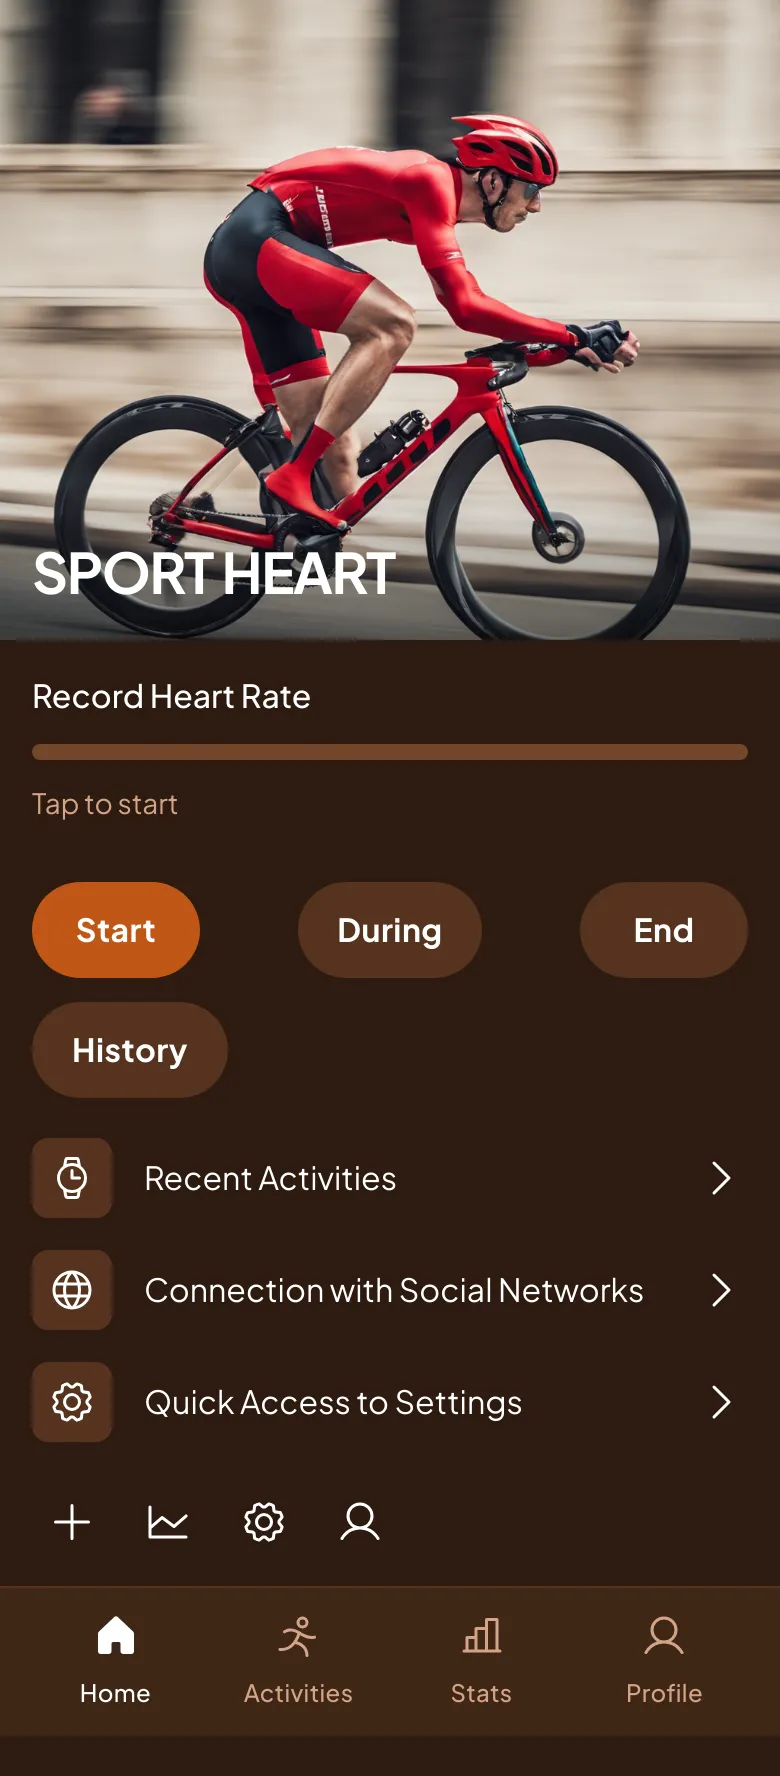 SPORT HEART
Record Heart Rate
Tap to start
Start
During
End
History
Recent Activities
Connection with Social Networks
Quick Access to Settings
Home
Activities
Stats
Profile